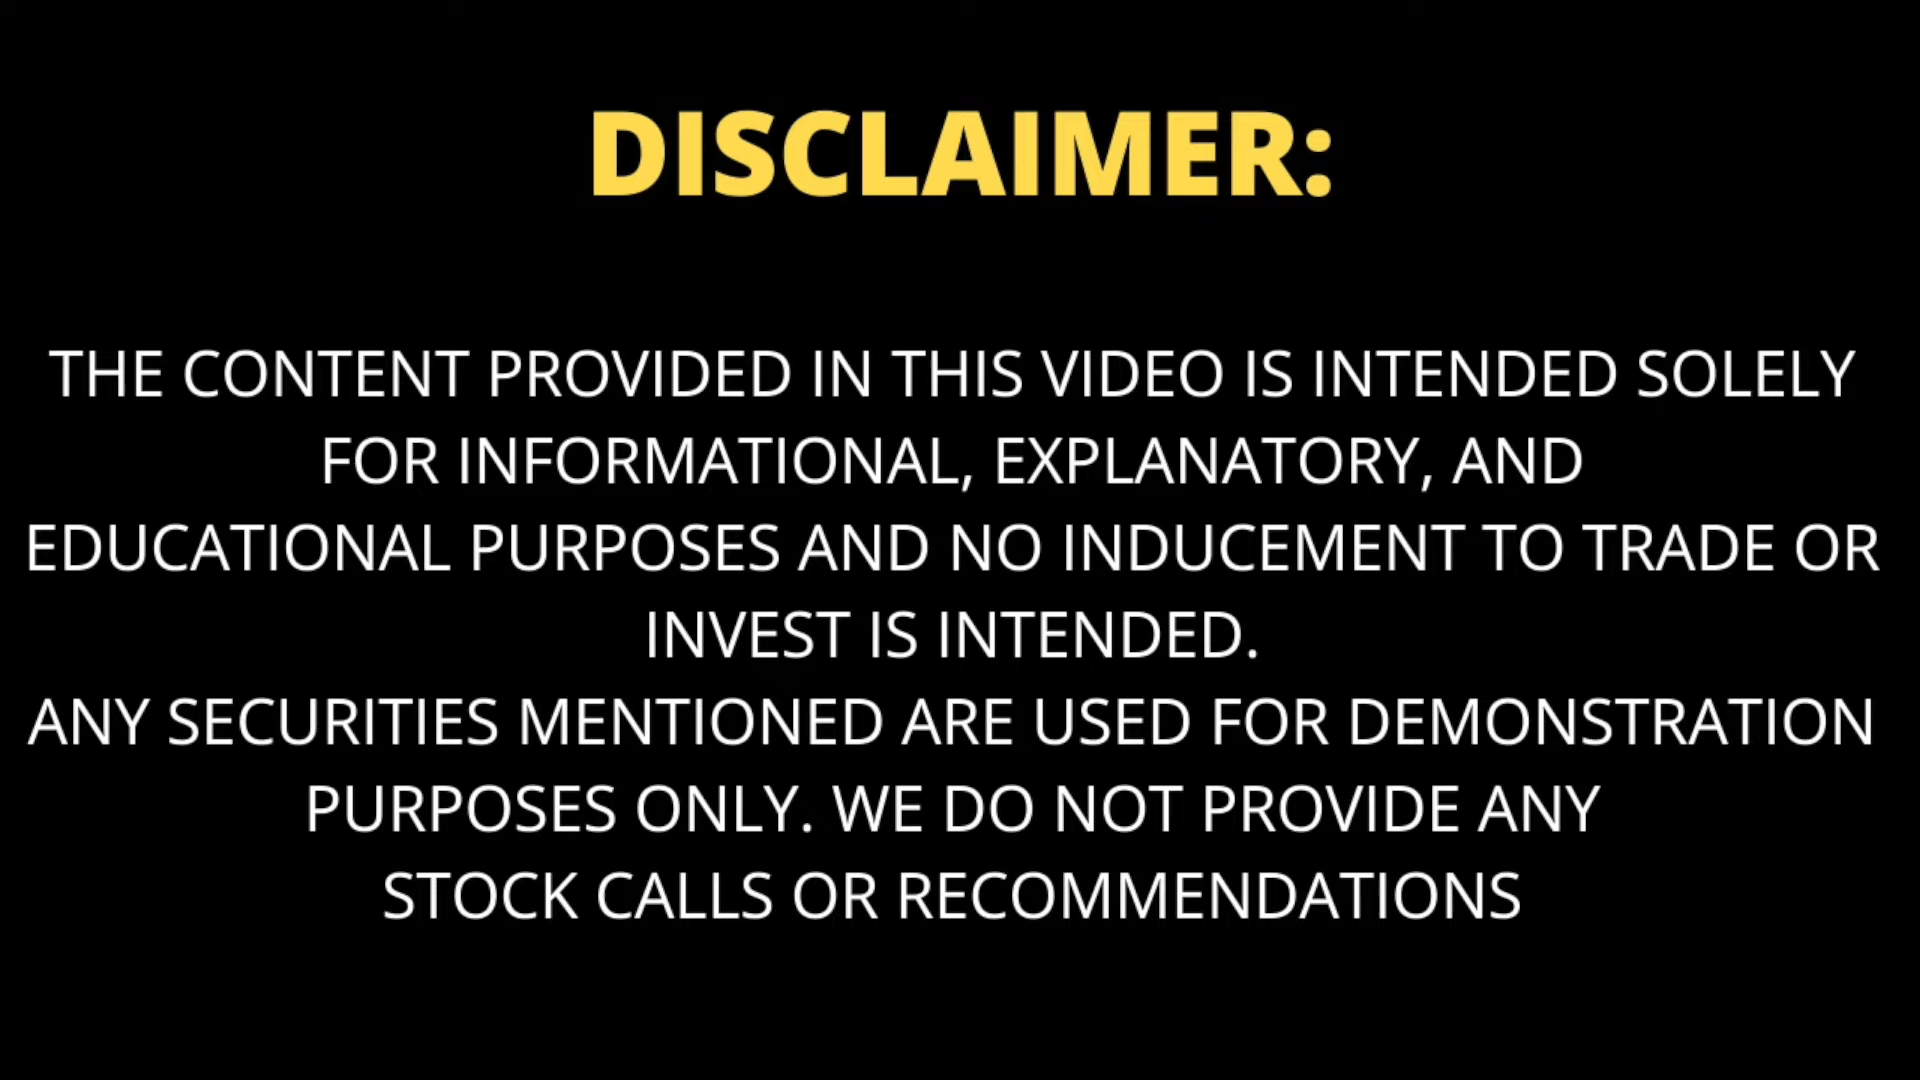 DISCLAIMER:
THE CONTENT PROVIDED IN THIS VIDEO IS INTENDED SOLELY
FOR INFORMATIONAL, EXPLANATORY, AND
EDUCATIONAL PURPOSES AND NO INDUCEMENT TO TRADE OR
INVEST IS INTENDED.
ANY SECURITIES MENTIONED ARE USED FOR DEMONSTRATION
PURPOSES ONLY. WE DO NOT PROVIDE ANY
STOCK CALLS OR RECOMMENDATIONS